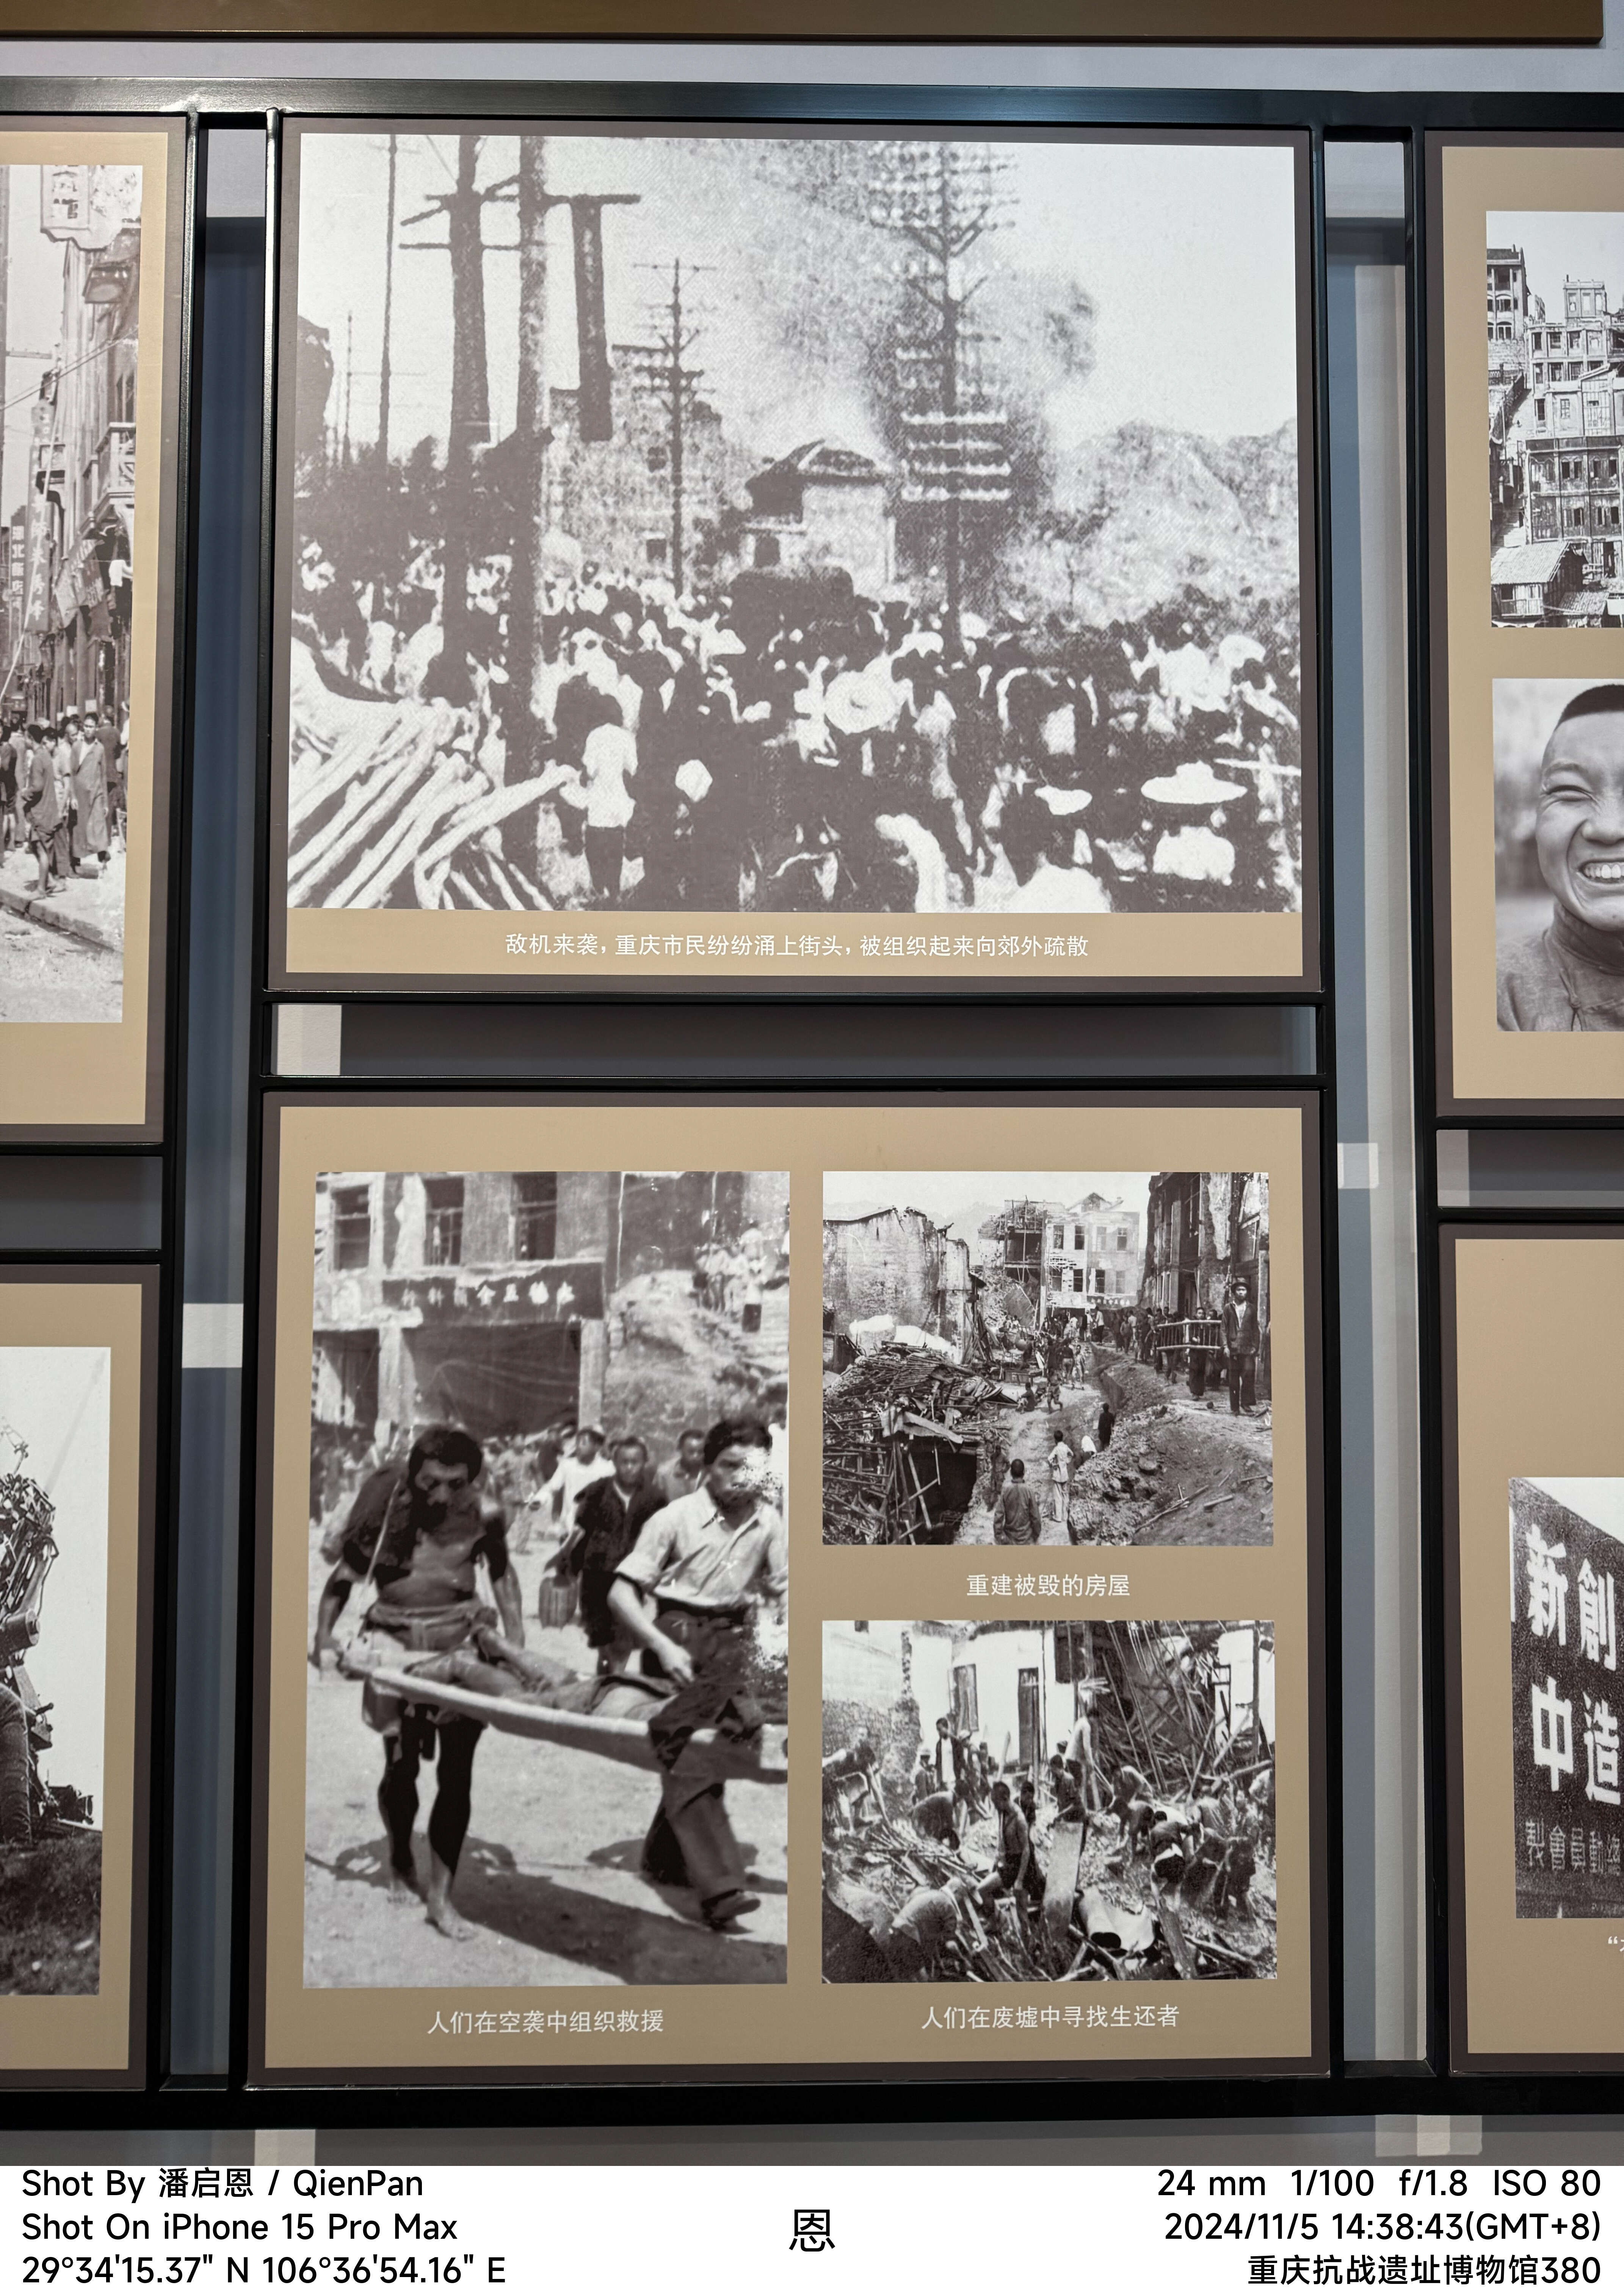 敌机来袭，重庆市民纷纷涌上街头，被组织起来向郊外疏散
重建被毁的房屋
人们在空袭中组织救援
人们在废墟中寻找生还者
新創
中造
Shot By 潘启恩 / QienPan
Shot On iPhone 15 Pro Max
29°34'15.37" N 106°36'54.16" E
恩
24 mm 1/100 f/1.8 ISO 80
2024/11/5 14:38:43(GMT+8)
重庆抗战遗址博物馆380